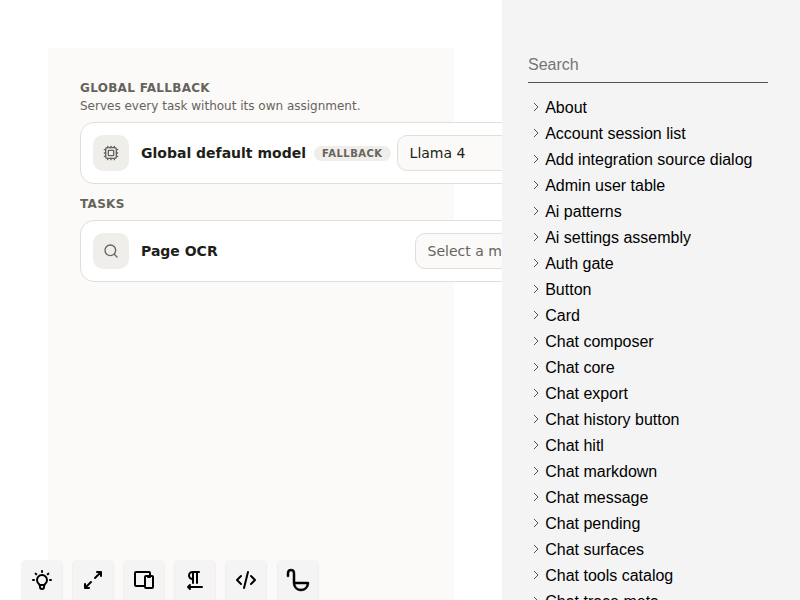 GLOBAL FALLBACK
Serves every task without its own assignment.
Global default model FALLBACK Llama 4
TASKS
Page OCR Select a m
Search
About
Account session list
Add integration source dialog
Admin user table
Ai patterns
Ai settings assembly
Auth gate
Button
Card
Chat composer
Chat core
Chat export
Chat history button
Chat hitl
Chat markdown
Chat message
Chat pending
Chat surfaces
Chat tools catalog
Chat trace meta